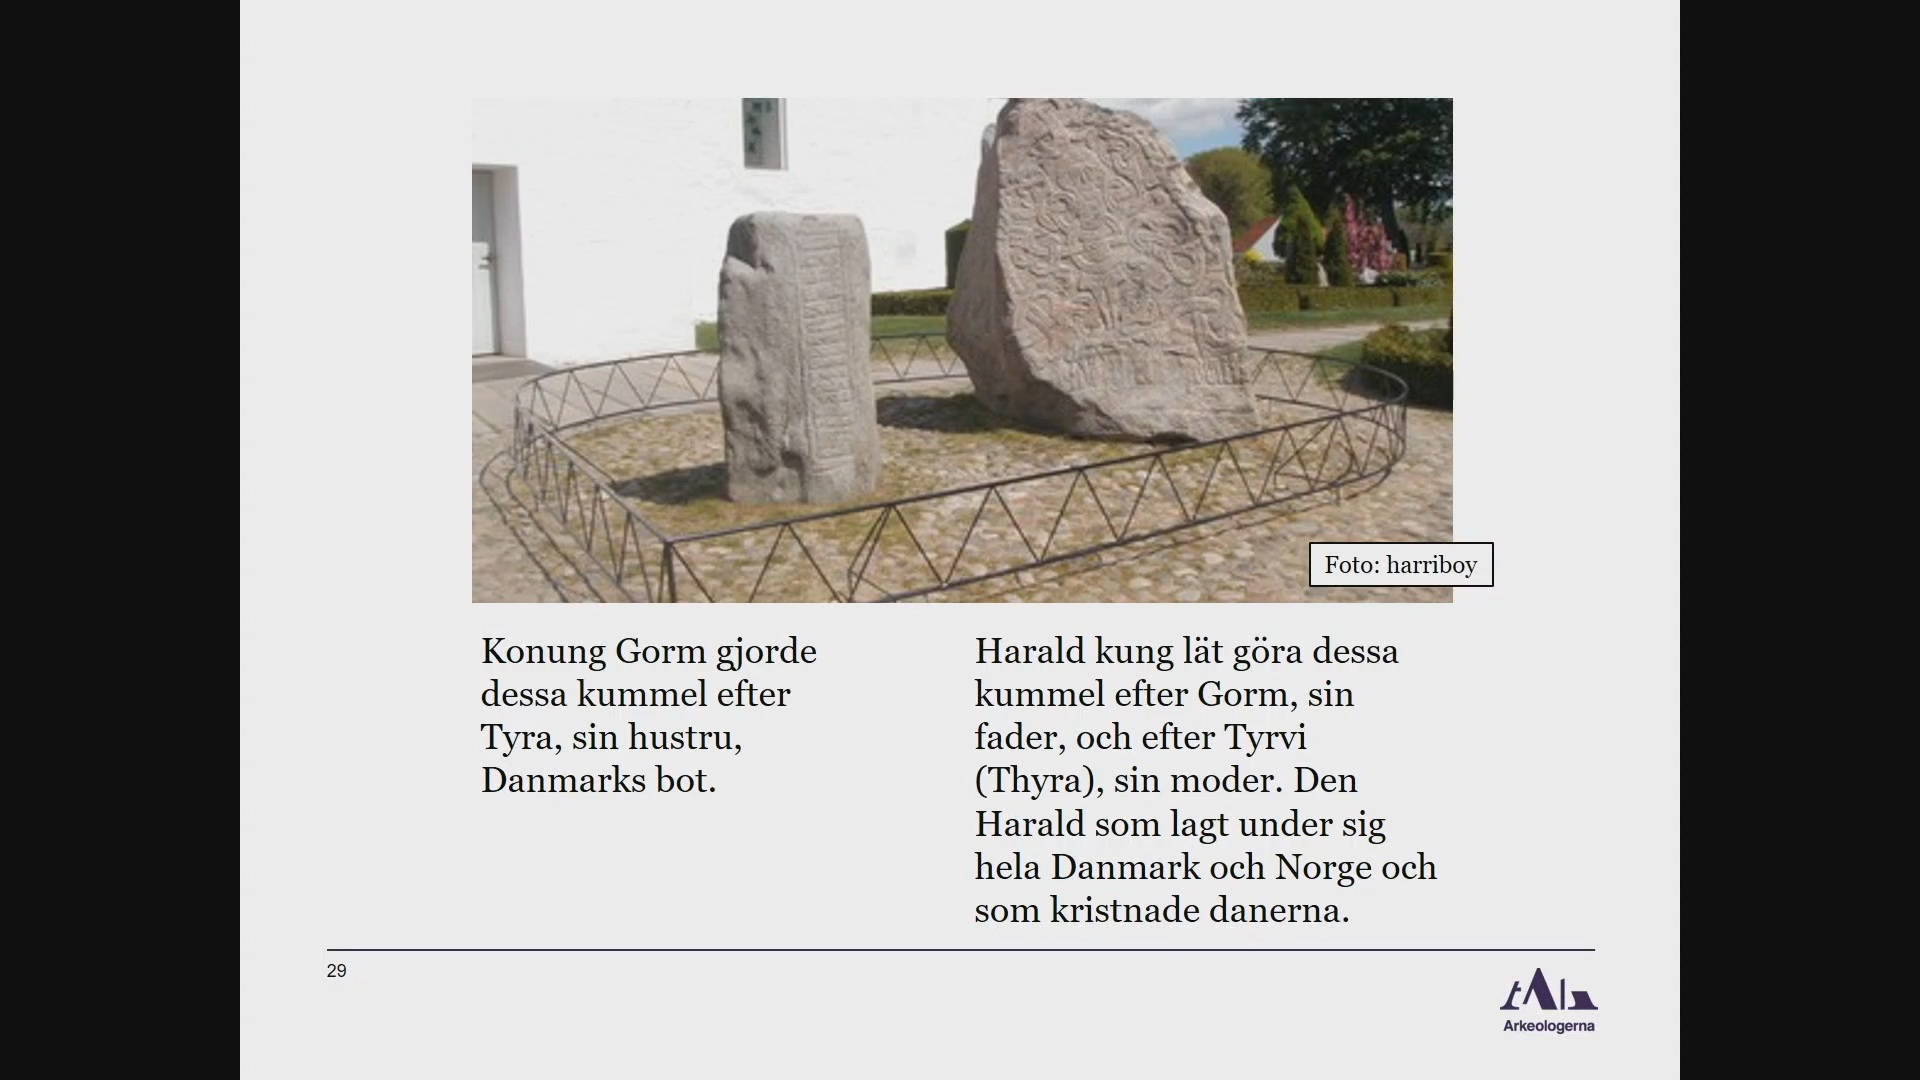 Foto: harriboy
Konung Gorm gjorde
dessa kummel efter
Tyra, sin hustru,
Danmarks bot.
Harald kung lät göra dessa
kummel efter Gorm, sin
fader, och efter Tyrvi
(Thyra), sin moder. Den
Harald som lagt under sig
hela Danmark och Norge och
som kristnade danerna.
29
Arkeologerna